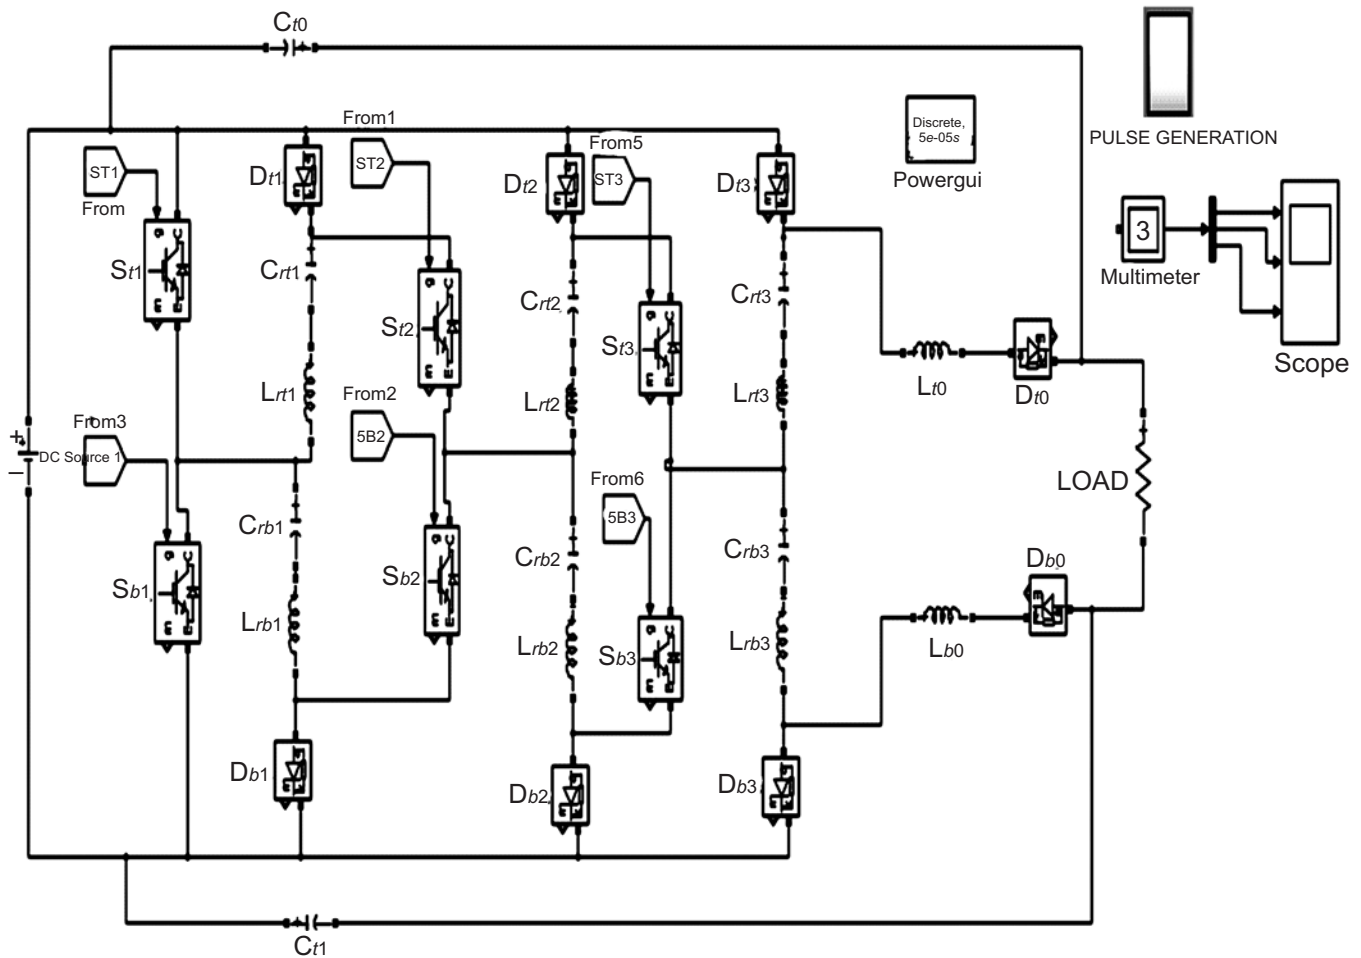 Ct0
PULSE GENERATION
Discrete,
5e-05s
Powergui
From1
ST2
From5
ST3
ST1
From
Dt1
Dt2
Dt3
St1
Crt1
Crt2
Crt3
St2
St3
3
Multimeter
Scope
Lrt1
Lrt2
Lrt3
Lt0
Dt0
From3
DC Source 1
+
–
From2
5B2
From6
5B3
LOAD
Crb1
Crb2
Crb3
Sb1
Sb2
Sb3
Db0
Lrb1
Lrb2
Lrb3
Lb0
Db1
Db2
Db3
Ct1